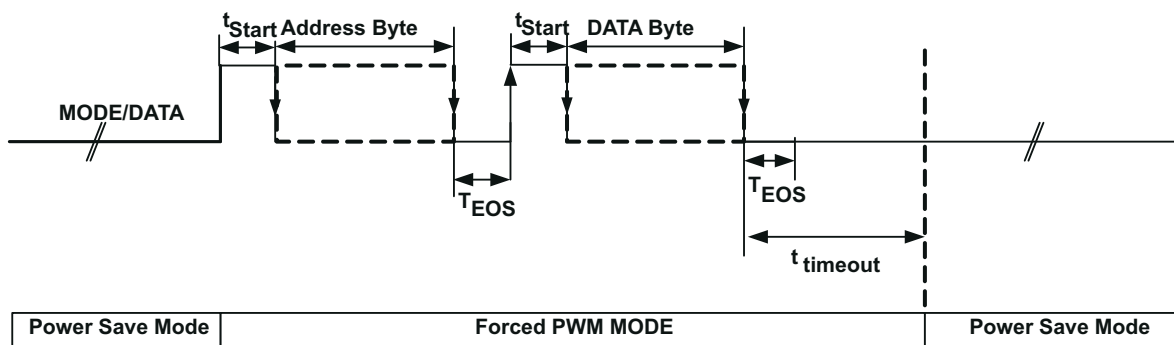 tStart Address Byte tStart DATA Byte
MODE/DATA
TEOS TEOS
t timeout
Power Save Mode Forced PWM MODE Power Save Mode